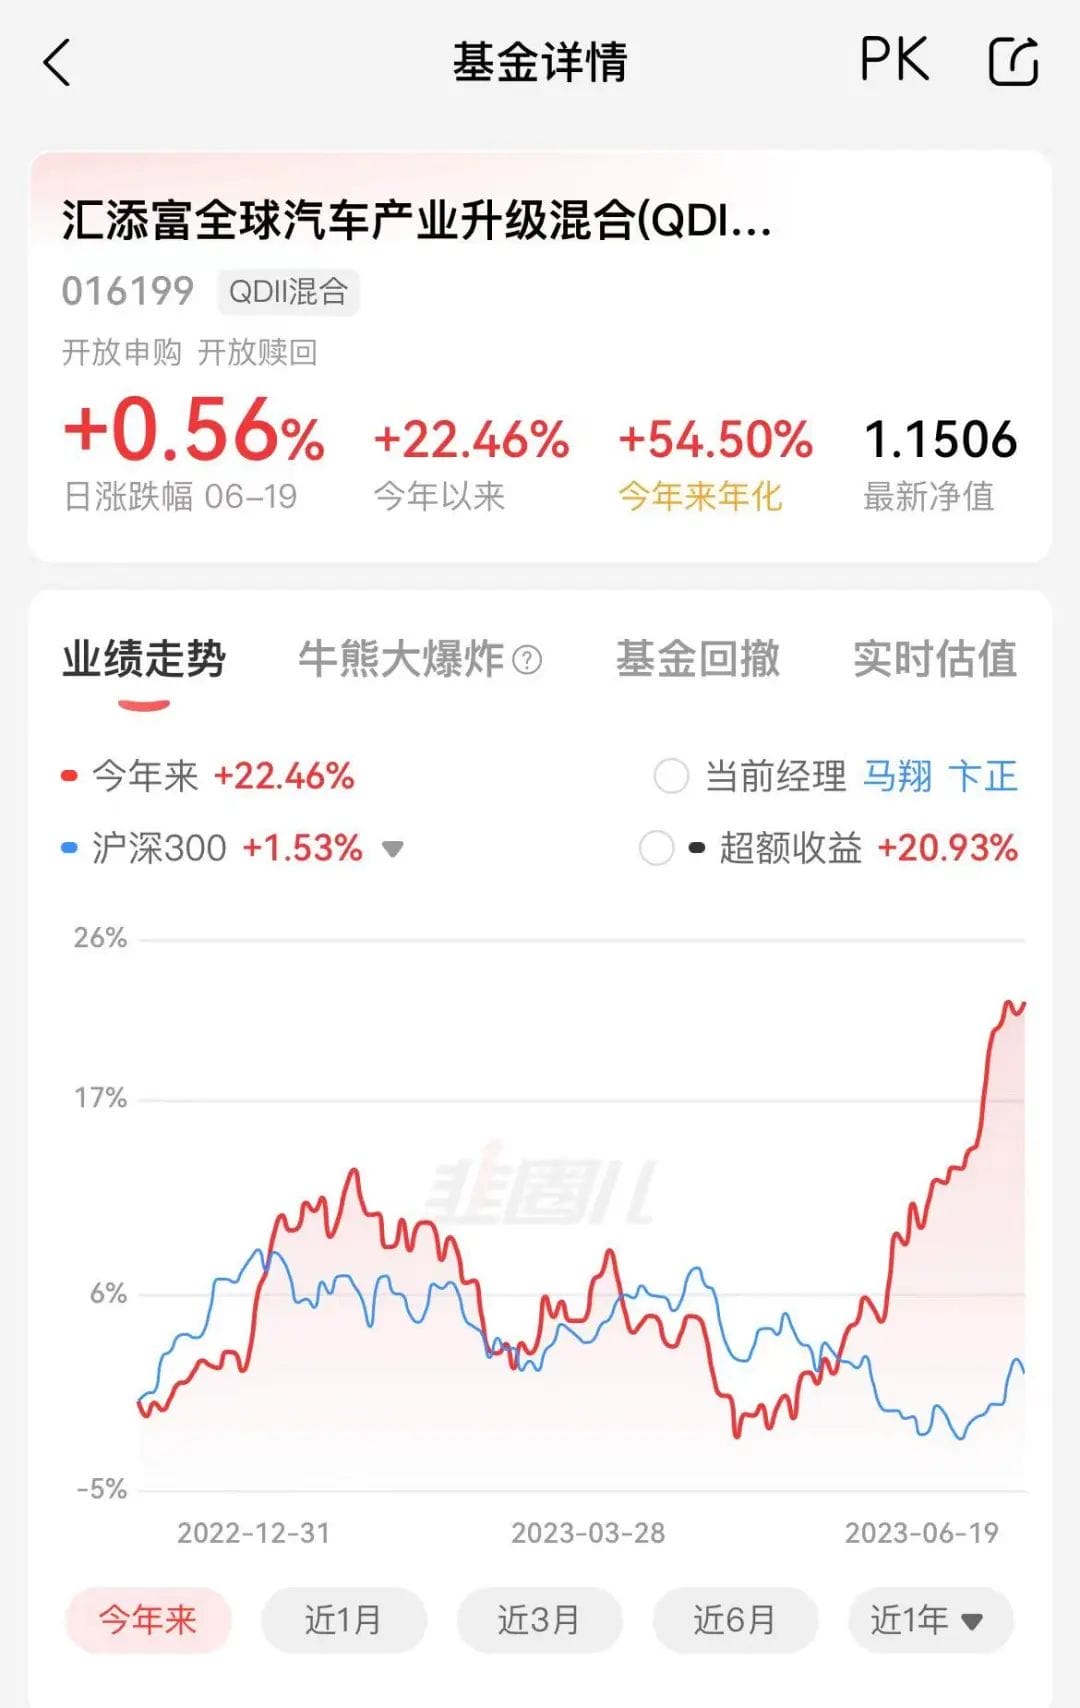 基金详情 PK
汇添富全球汽车产业升级混合(QDI...
016199 QDII混合
开放申购 开放赎回
+0.56% +22.46% +54.50% 1.1506
日涨跌幅 06-19 今年以来 今年来年化 最新净值
业绩走势 牛熊大爆炸? 基金回撤 实时估值
今年来 +22.46% 当前经理 马翔 卞正
沪深300 +1.53% 超额收益 +20.93%
26%
17%
韭圈儿
6%
-5%
2022-12-31 2023-03-28 2023-06-19
今年来 近1月 近3月 近6月 近1年